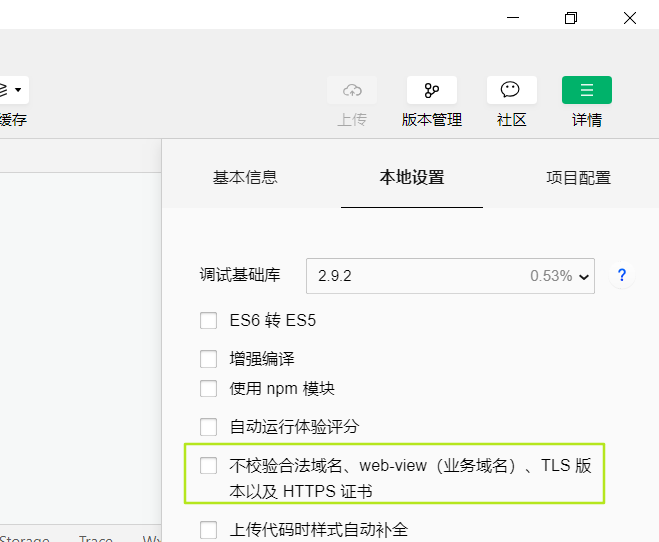 缓存
上传
版本管理
社区
详情
基本信息
本地设置
项目配置
调试基础库
2.9.2
0.53%
?
ES6 转 ES5
增强编译
使用 npm 模块
自动运行体验评分
不校验合法域名、web-view（业务域名）、TLS 版
本以及 HTTPS 证书
上传代码时样式自动补全
Storage
Trace